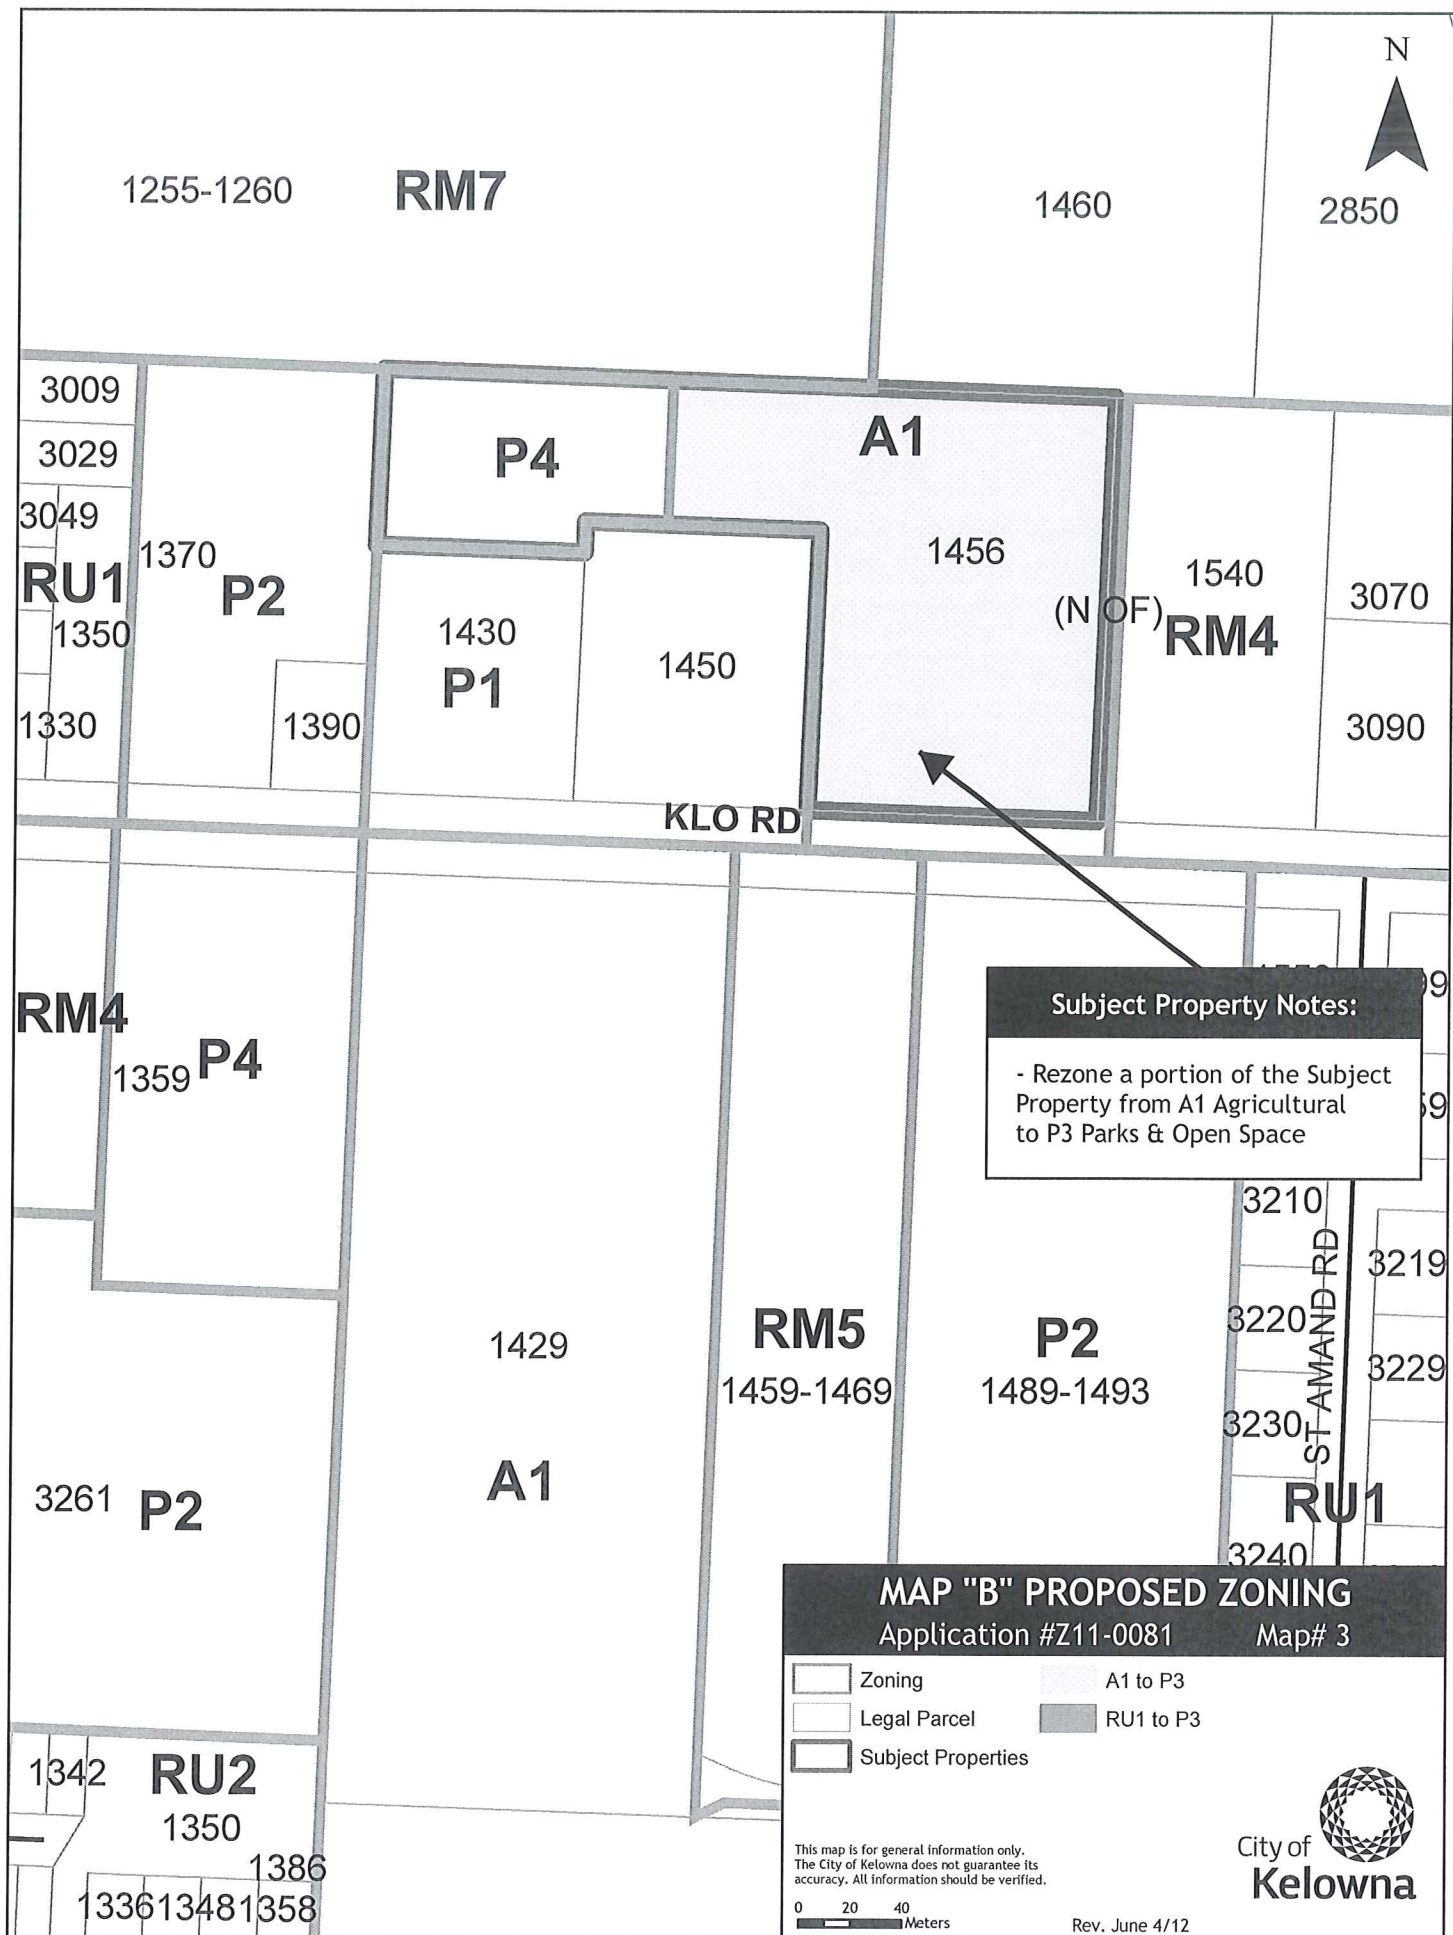 N
1255-1260 RM7
1460
2850
3009
3029
3049
RU1
1350
1330
1370
P2
1390
P4
A1
1430
P1
1450
1456
(N OF)
1540
RM4
3070
3090
KLO RD
RM4
1359 P4
Subject Property Notes:
- Rezone a portion of the Subject
Property from A1 Agricultural
to P3 Parks & Open Space
3210
3219
3220
3229
3230
ST AMAND RD
RU1
3240
1429
A1
RM5
1459-1469
P2
1489-1493
3261 P2
1342 RU2
1350
1386
1336 1348 1358
MAP "B" PROPOSED ZONING
Application #Z11-0081 Map# 3
Zoning
Legal Parcel
Subject Properties
A1 to P3
RU1 to P3
This map is for general information only.
The City of Kelowna does not guarantee its
accuracy. All information should be verified.
0 20 40
Meters
Rev. June 4/12
City of
Kelowna